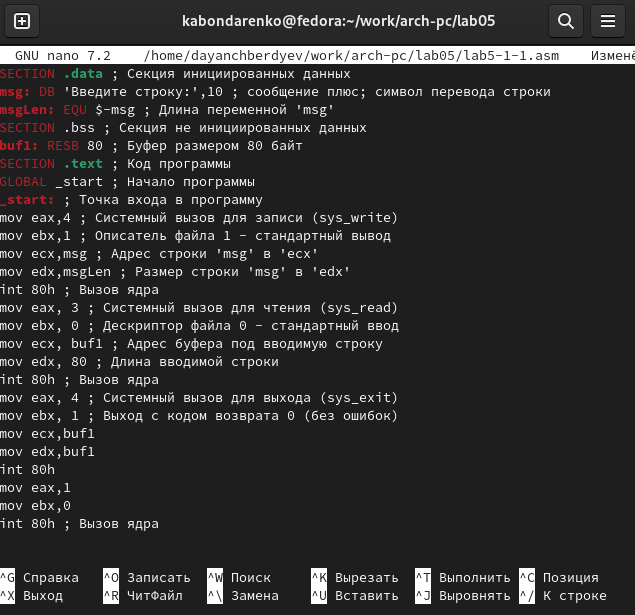 kabondarenko@fedora:~/work/arch-pc/lab05
GNU nano 7.2 /home/dayanchberdyev/work/arch-pc/lab05/lab5-1-1.asm Изменё
SECTION .data ; Секция инициированных данных
msg: DB 'Введите строку:',10 ; сообщение плюс; символ перевода строки
msgLen: EQU $-msg ; Длина переменной 'msg'
SECTION .bss ; Секция не инициированных данных
buf1: RESB 80 ; Буфер размером 80 байт
SECTION .text ; Код программы
GLOBAL _start ; Начало программы
_start: ; Точка входа в программу
mov eax,4 ; Системный вызов для записи (sys_write)
mov ebx,1 ; Описатель файла 1 - стандартный вывод
mov ecx,msg ; Адрес строки 'msg' в 'ecx'
mov edx,msgLen ; Размер строки 'msg' в 'edx'
int 80h ; Вызов ядра
mov eax, 3 ; Системный вызов для чтения (sys_read)
mov ebx, 0 ; Дескриптор файла 0 - стандартный ввод
mov ecx, buf1 ; Адрес буфера под вводимую строку
mov edx, 80 ; Длина вводимой строки
int 80h ; Вызов ядра
mov eax, 4 ; Системный вызов для выхода (sys_exit)
mov ebx, 1 ; Выход с кодом возврата 0 (без ошибок)
mov ecx,buf1
mov edx,buf1
int 80h
mov eax,1
mov ebx,0
int 80h ; Вызов ядра
^G Справка ^O Записать ^W Поиск ^K Вырезать ^T Выполнить ^C Позиция
^X Выход ^R ЧитФайл ^\ Замена ^U Вставить ^J Выровнять ^/ К строке